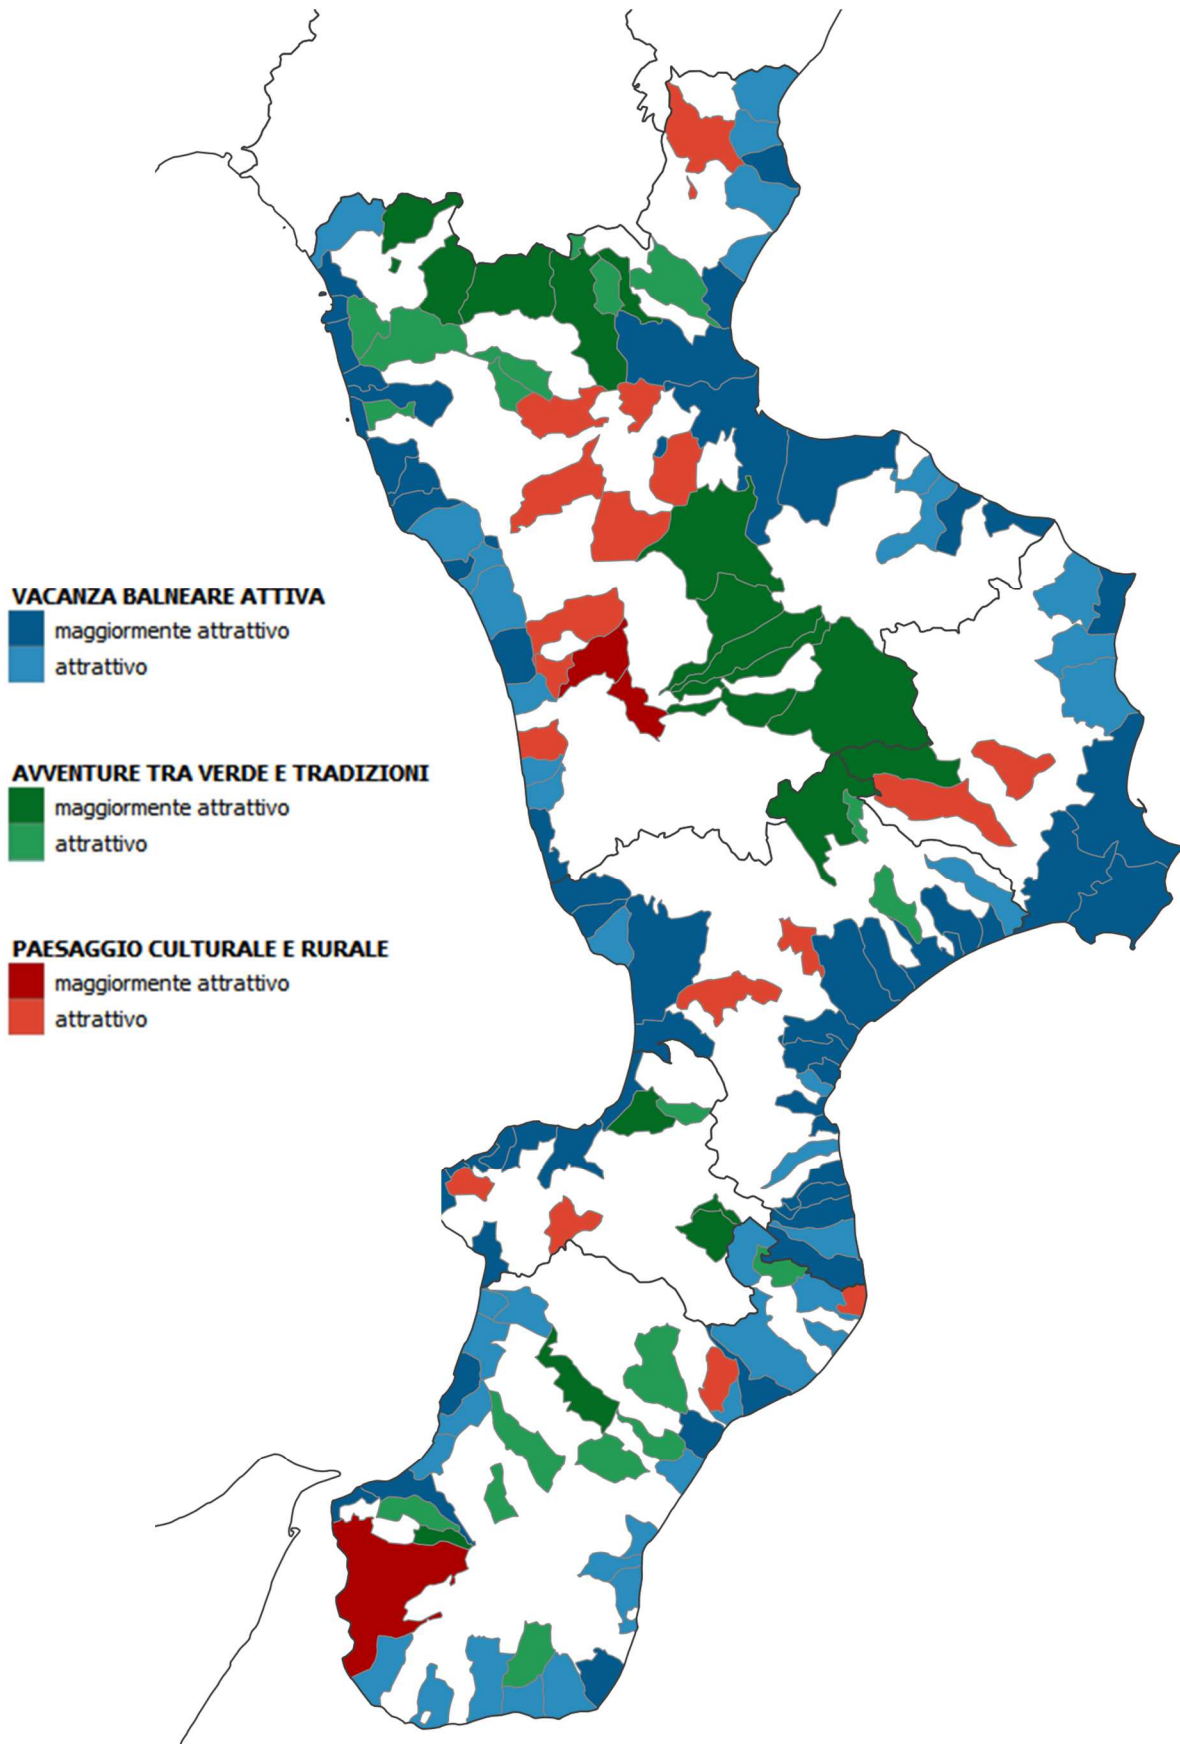 VACANZA BALNEARE ATTIVA
maggiormente attrattivo
attrattivo
AVVENTURE TRA VERDE E TRADIZIONI
maggiormente attrattivo
attrattivo
PAESAGGIO CULTURALE E RURALE
maggiormente attrattivo
attrattivo